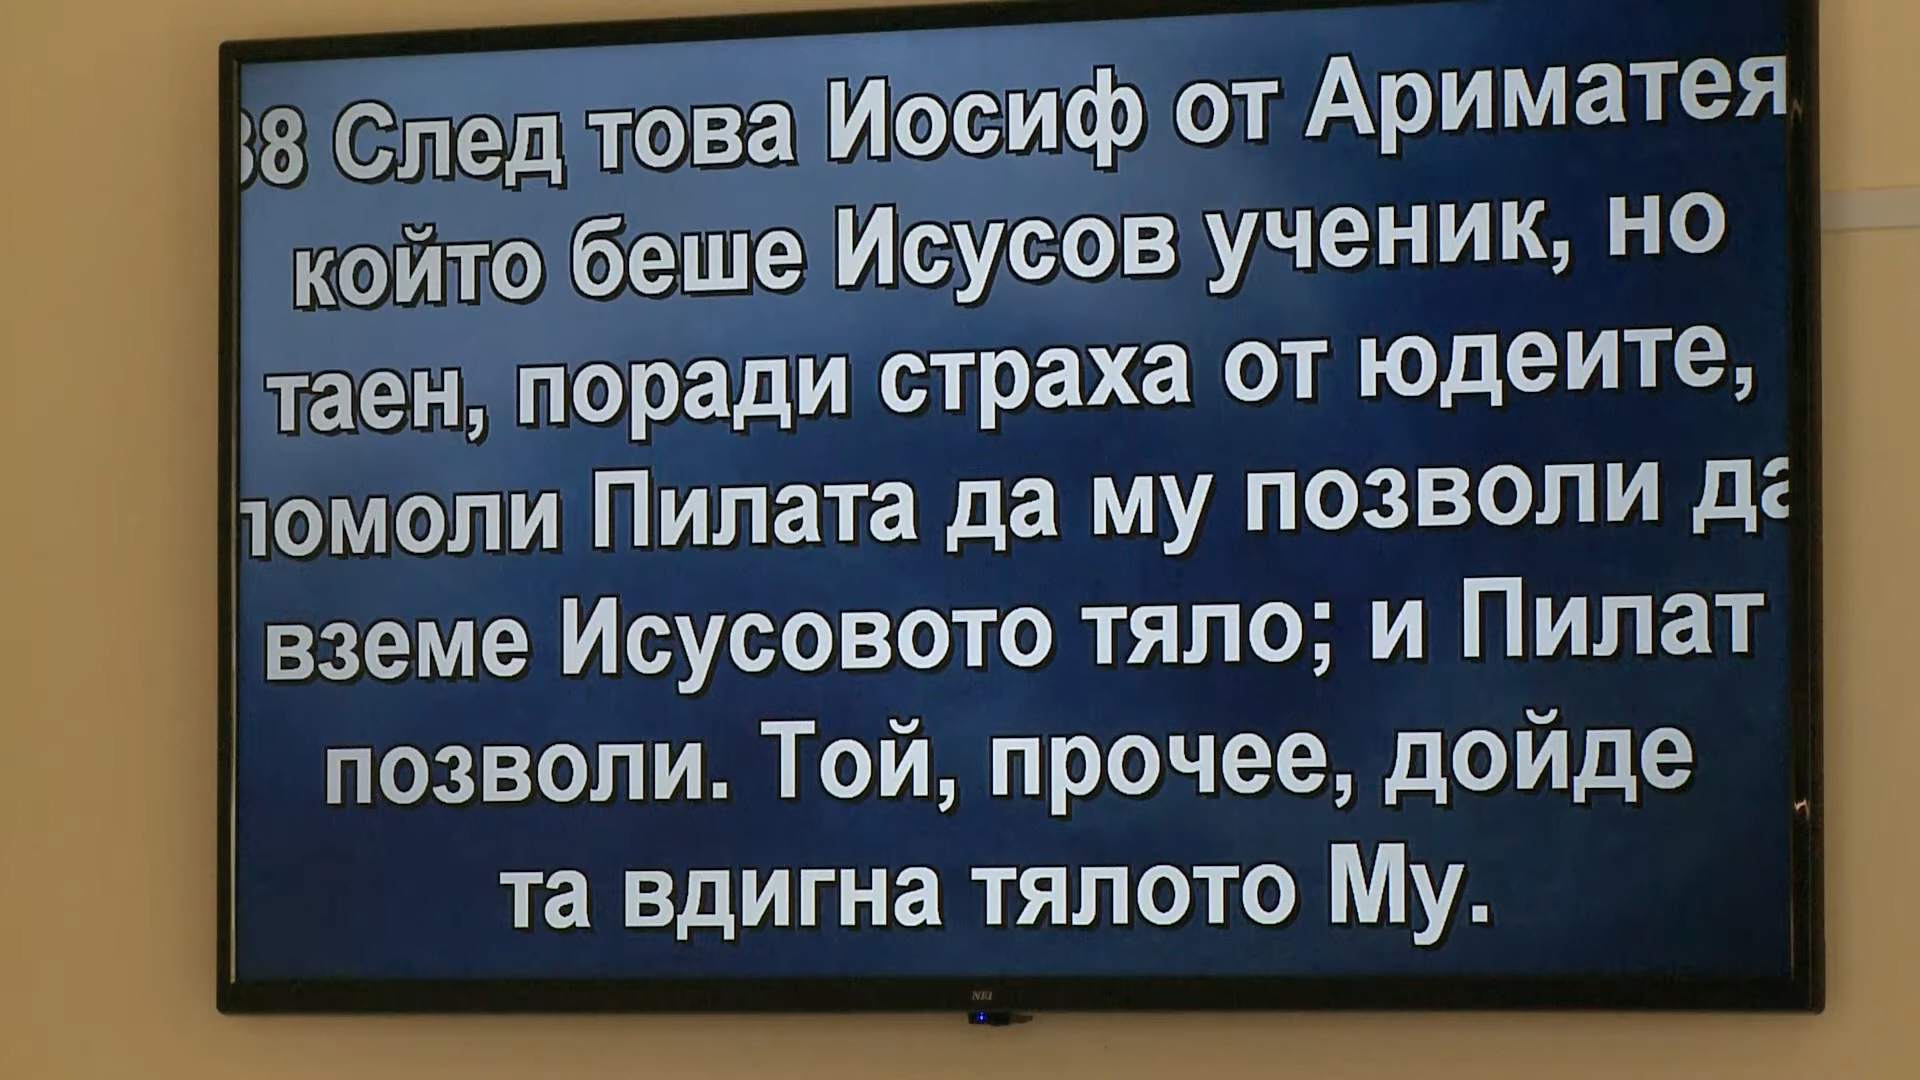 38 След това Иосиф от Ариматея
който беше Исусов ученик, но
таен, поради страха от юдеите,
помоли Пилата да му позволи да
вземе Исусовото тяло; и Пилат
позволи. Той, прочее, дойде
та вдигна тялото Му.
NEI